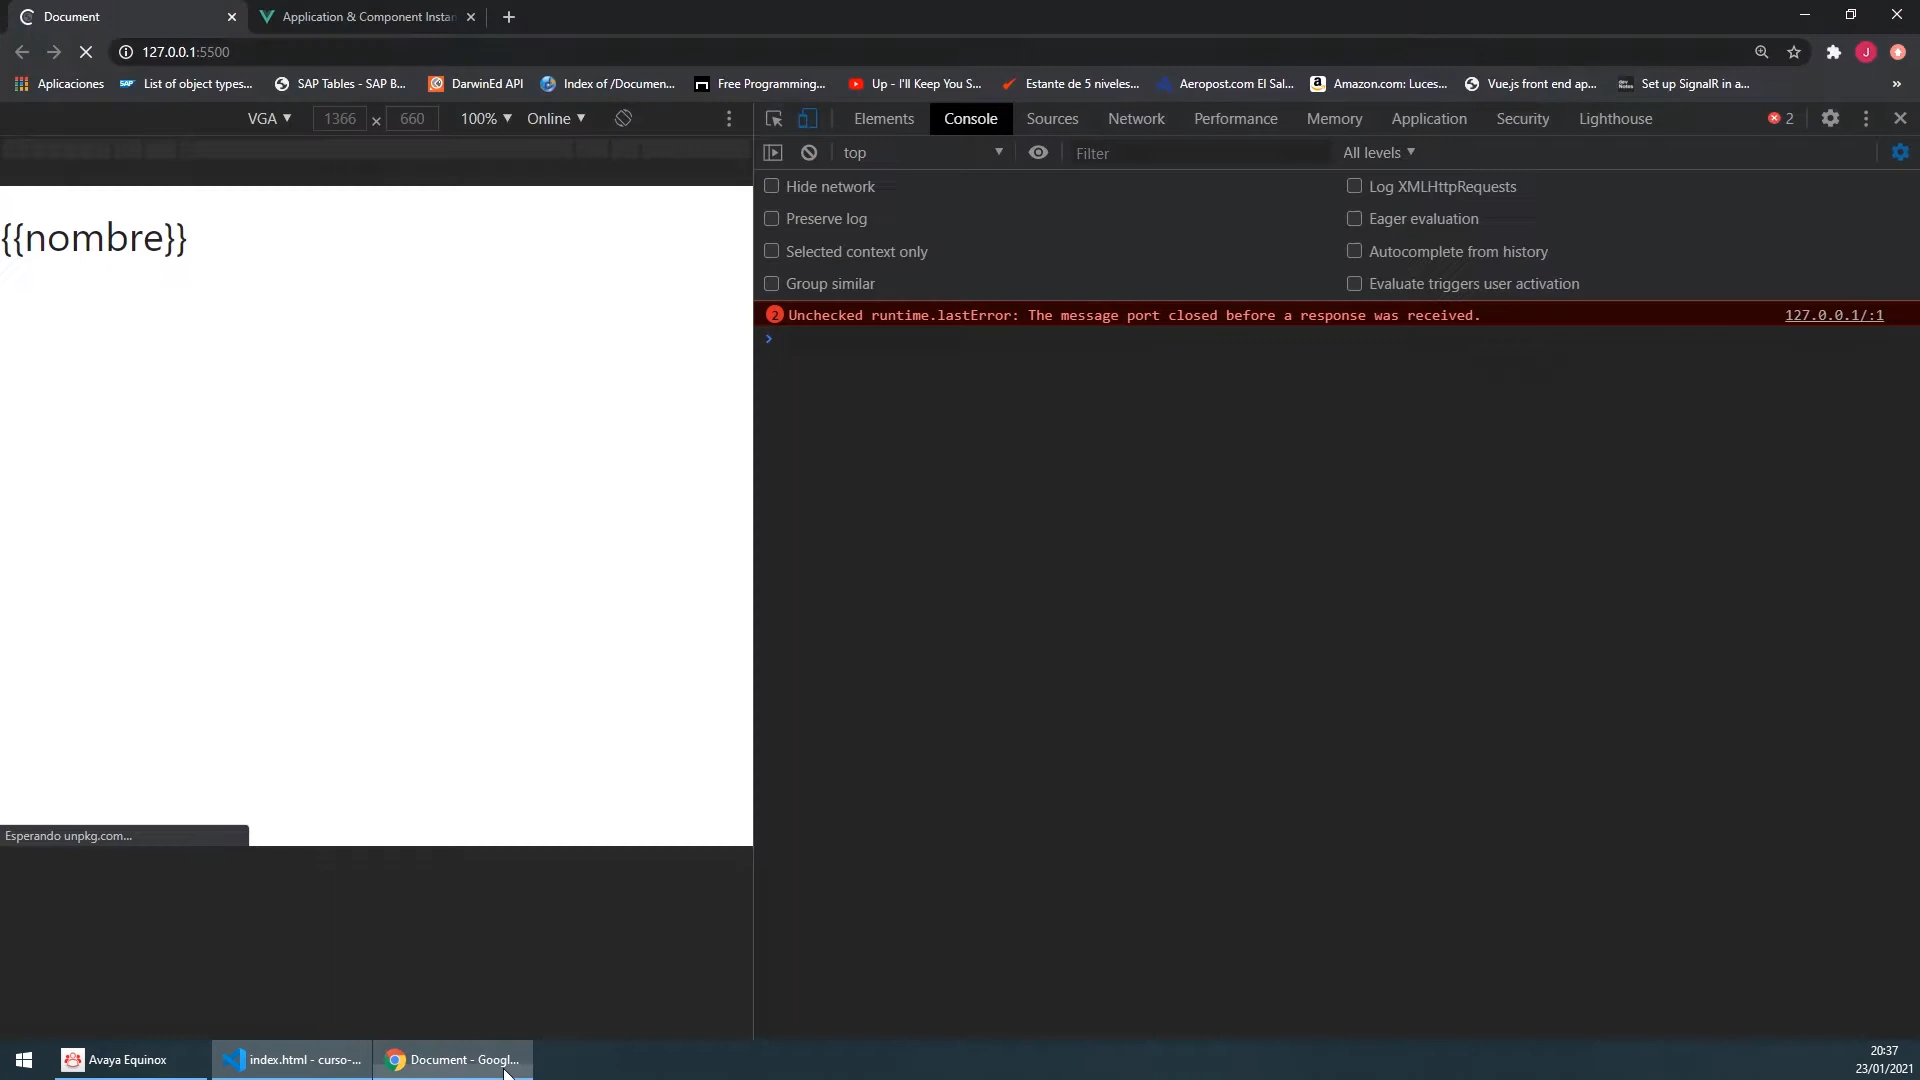 Document
Application & Component Instan
127.0.0.1:5500
J
Aplicaciones
SAP
List of object types...
SAP Tables - SAP B...
DarwinEd API
Index of /Documen...
Free Programming...
Up - I'll Keep You S...
Estante de 5 niveles...
Aeropost.com El Sal...
Amazon.com: Luces...
Vue.js front end ap...
Set up SignalR in a...
»
VGA
1366
×
660
100%
Online
Elements
Console
Sources
Network
Performance
Memory
Application
Security
Lighthouse
2
top
Filter
All levels
Hide network
Log XMLHttpRequests
Preserve log
Eager evaluation
Selected context only
Autocomplete from history
Group similar
Evaluate triggers user activation
{{nombre}}
2 Unchecked runtime.lastError: The message port closed before a response was received.
127.0.0.1/:1
Esperando unpkg.com...
Avaya Equinox
index.html - curso-...
Document - Googl...
20:37
23/01/2021